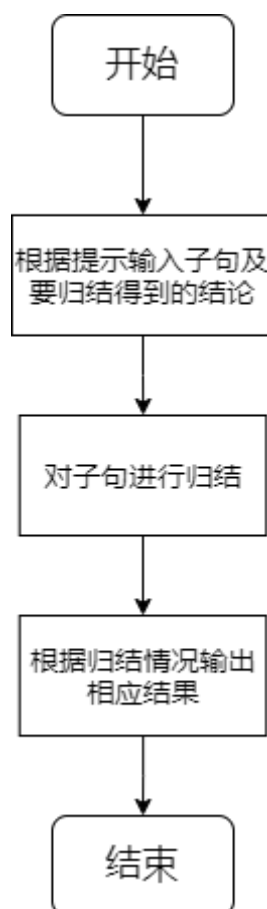 开始
根据提示输入子句及
要归结得到的结论
对子句进行归结
根据归结情况输出
相应结果
结束